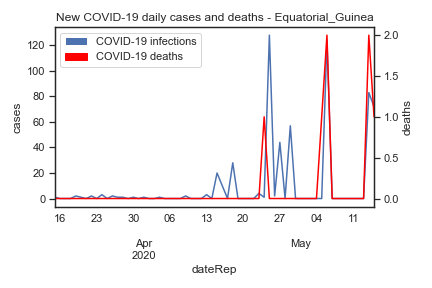 New COVID-19 daily cases and deaths - Equatorial_Guinea
COVID-19 infections
COVID-19 deaths
120
100
80
60
40
20
0
cases
2.0
1.5
1.0
0.5
0.0
deaths
16 23 30 06 13 20 27 04 11
Apr May
2020
dateRep